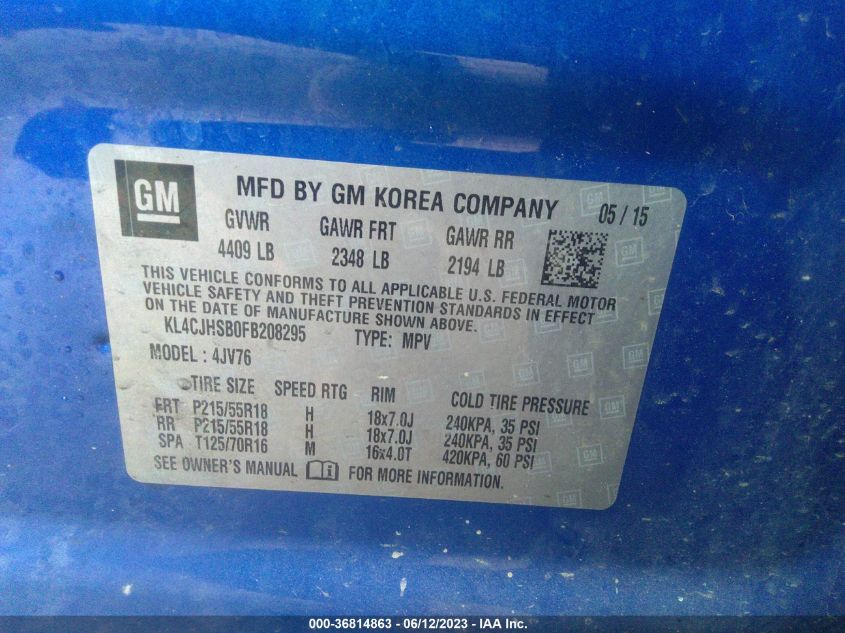 GM
MFD BY GM KOREA COMPANY 05 / 15
GVWR GAWR FRT GAWR RR
4409 LB 2348 LB 2194 LB
THIS VEHICLE CONFORMS TO ALL APPLICABLE U.S. FEDERAL MOTOR
VEHICLE SAFETY AND THEFT PREVENTION STANDARDS IN EFFECT
ON THE DATE OF MANUFACTURE SHOWN ABOVE.
KL4CJHSB0FB208295 TYPE: MPV
MODEL : 4JV76
TIRE SIZE SPEED RTG RIM COLD TIRE PRESSURE
FRT P215/55R18 H 18x7.0J 240KPA, 35 PSI
RR P215/55R18 H 18x7.0J 240KPA, 35 PSI
SPA T125/70R16 M 16x4.0T 420KPA, 60 PSI
SEE OWNER'S MANUAL FOR MORE INFORMATION.
000-36814863 - 06/12/2023 - IAA Inc.